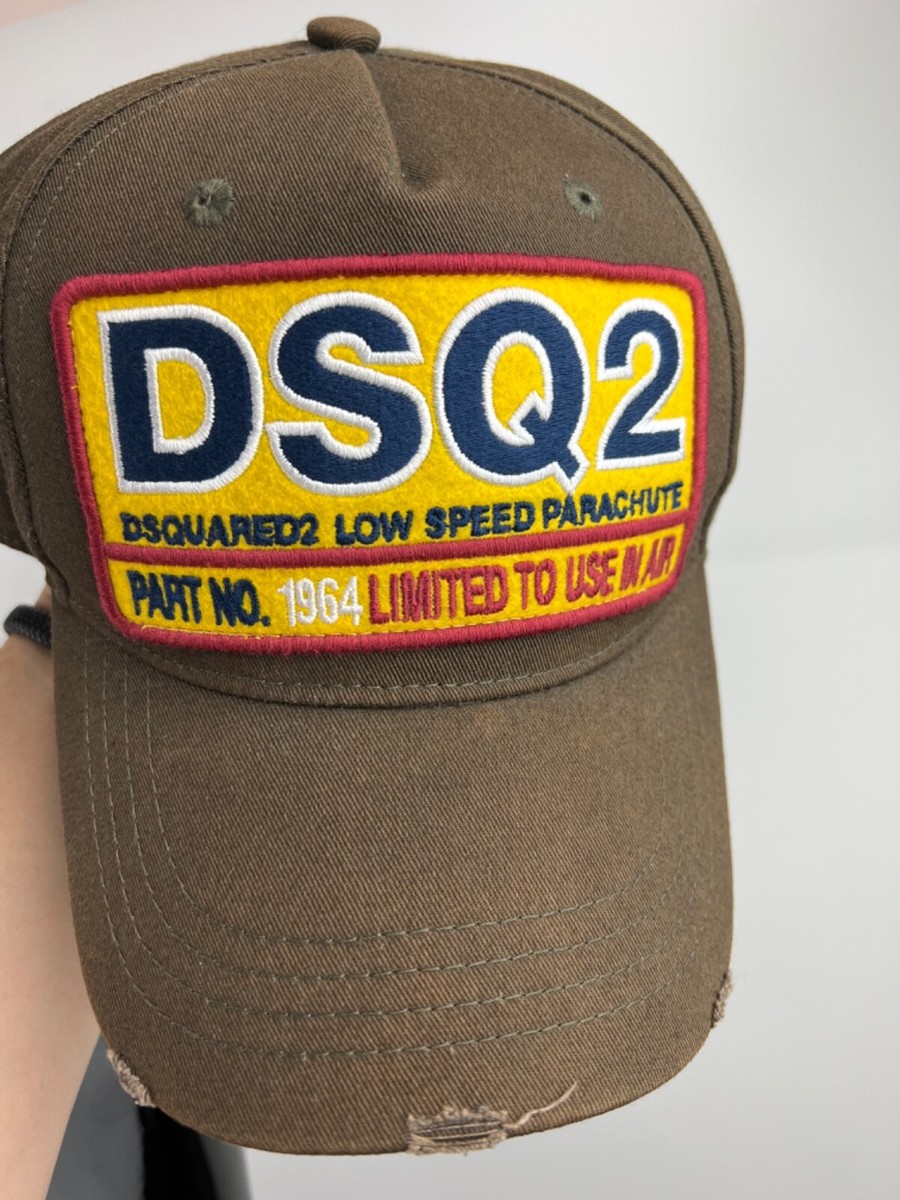 DSQ2
DSQUARED2 LOW SPEED PARACHUTE
PART NO. 1964 LIMITED TO USE IN AIR